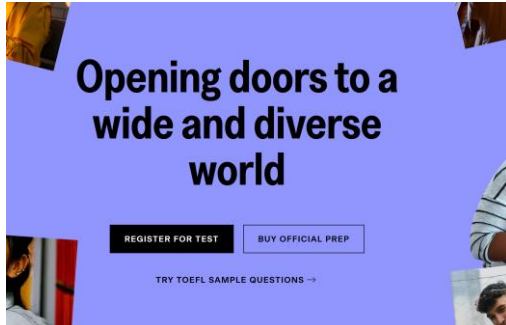 Opening doors to a
wide and diverse
world
REGISTER FOR TEST
BUY OFFICIAL PREP
TRY TOEFL SAMPLE QUESTIONS →